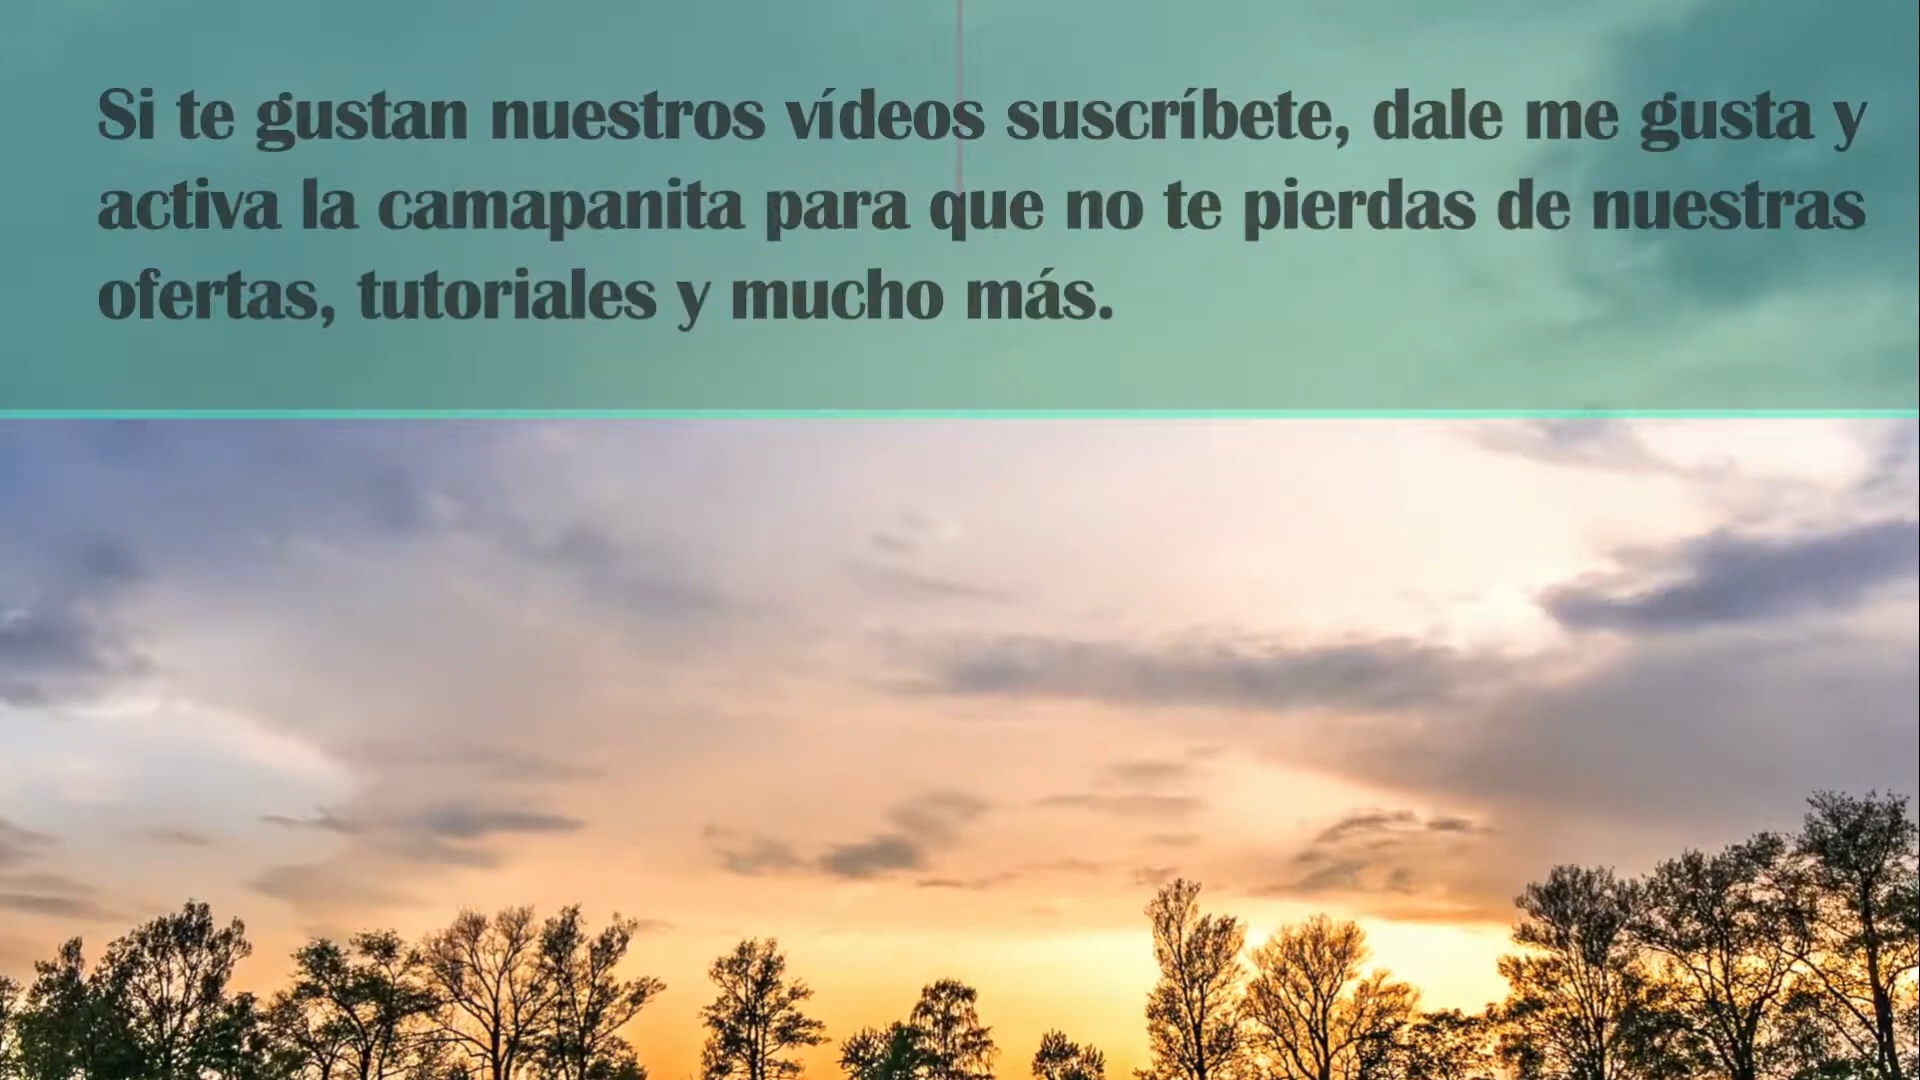 Si te gustan nuestros vídeos suscríbete, dale me gusta y
activa la camapanita para que no te pierdas de nuestras
ofertas, tutoriales y mucho más.